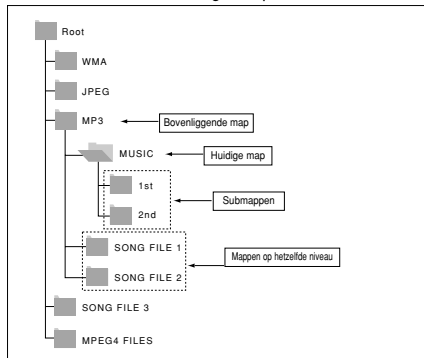 Root
WMA
JPEG
MP3
Bovenliggende map
MUSIC
Huidige map
1st
Submappen
2nd
SONG FILE 1
Mappen op hetzelfde niveau
SONG FILE 2
SONG FILE 3
MPEG4 FILES